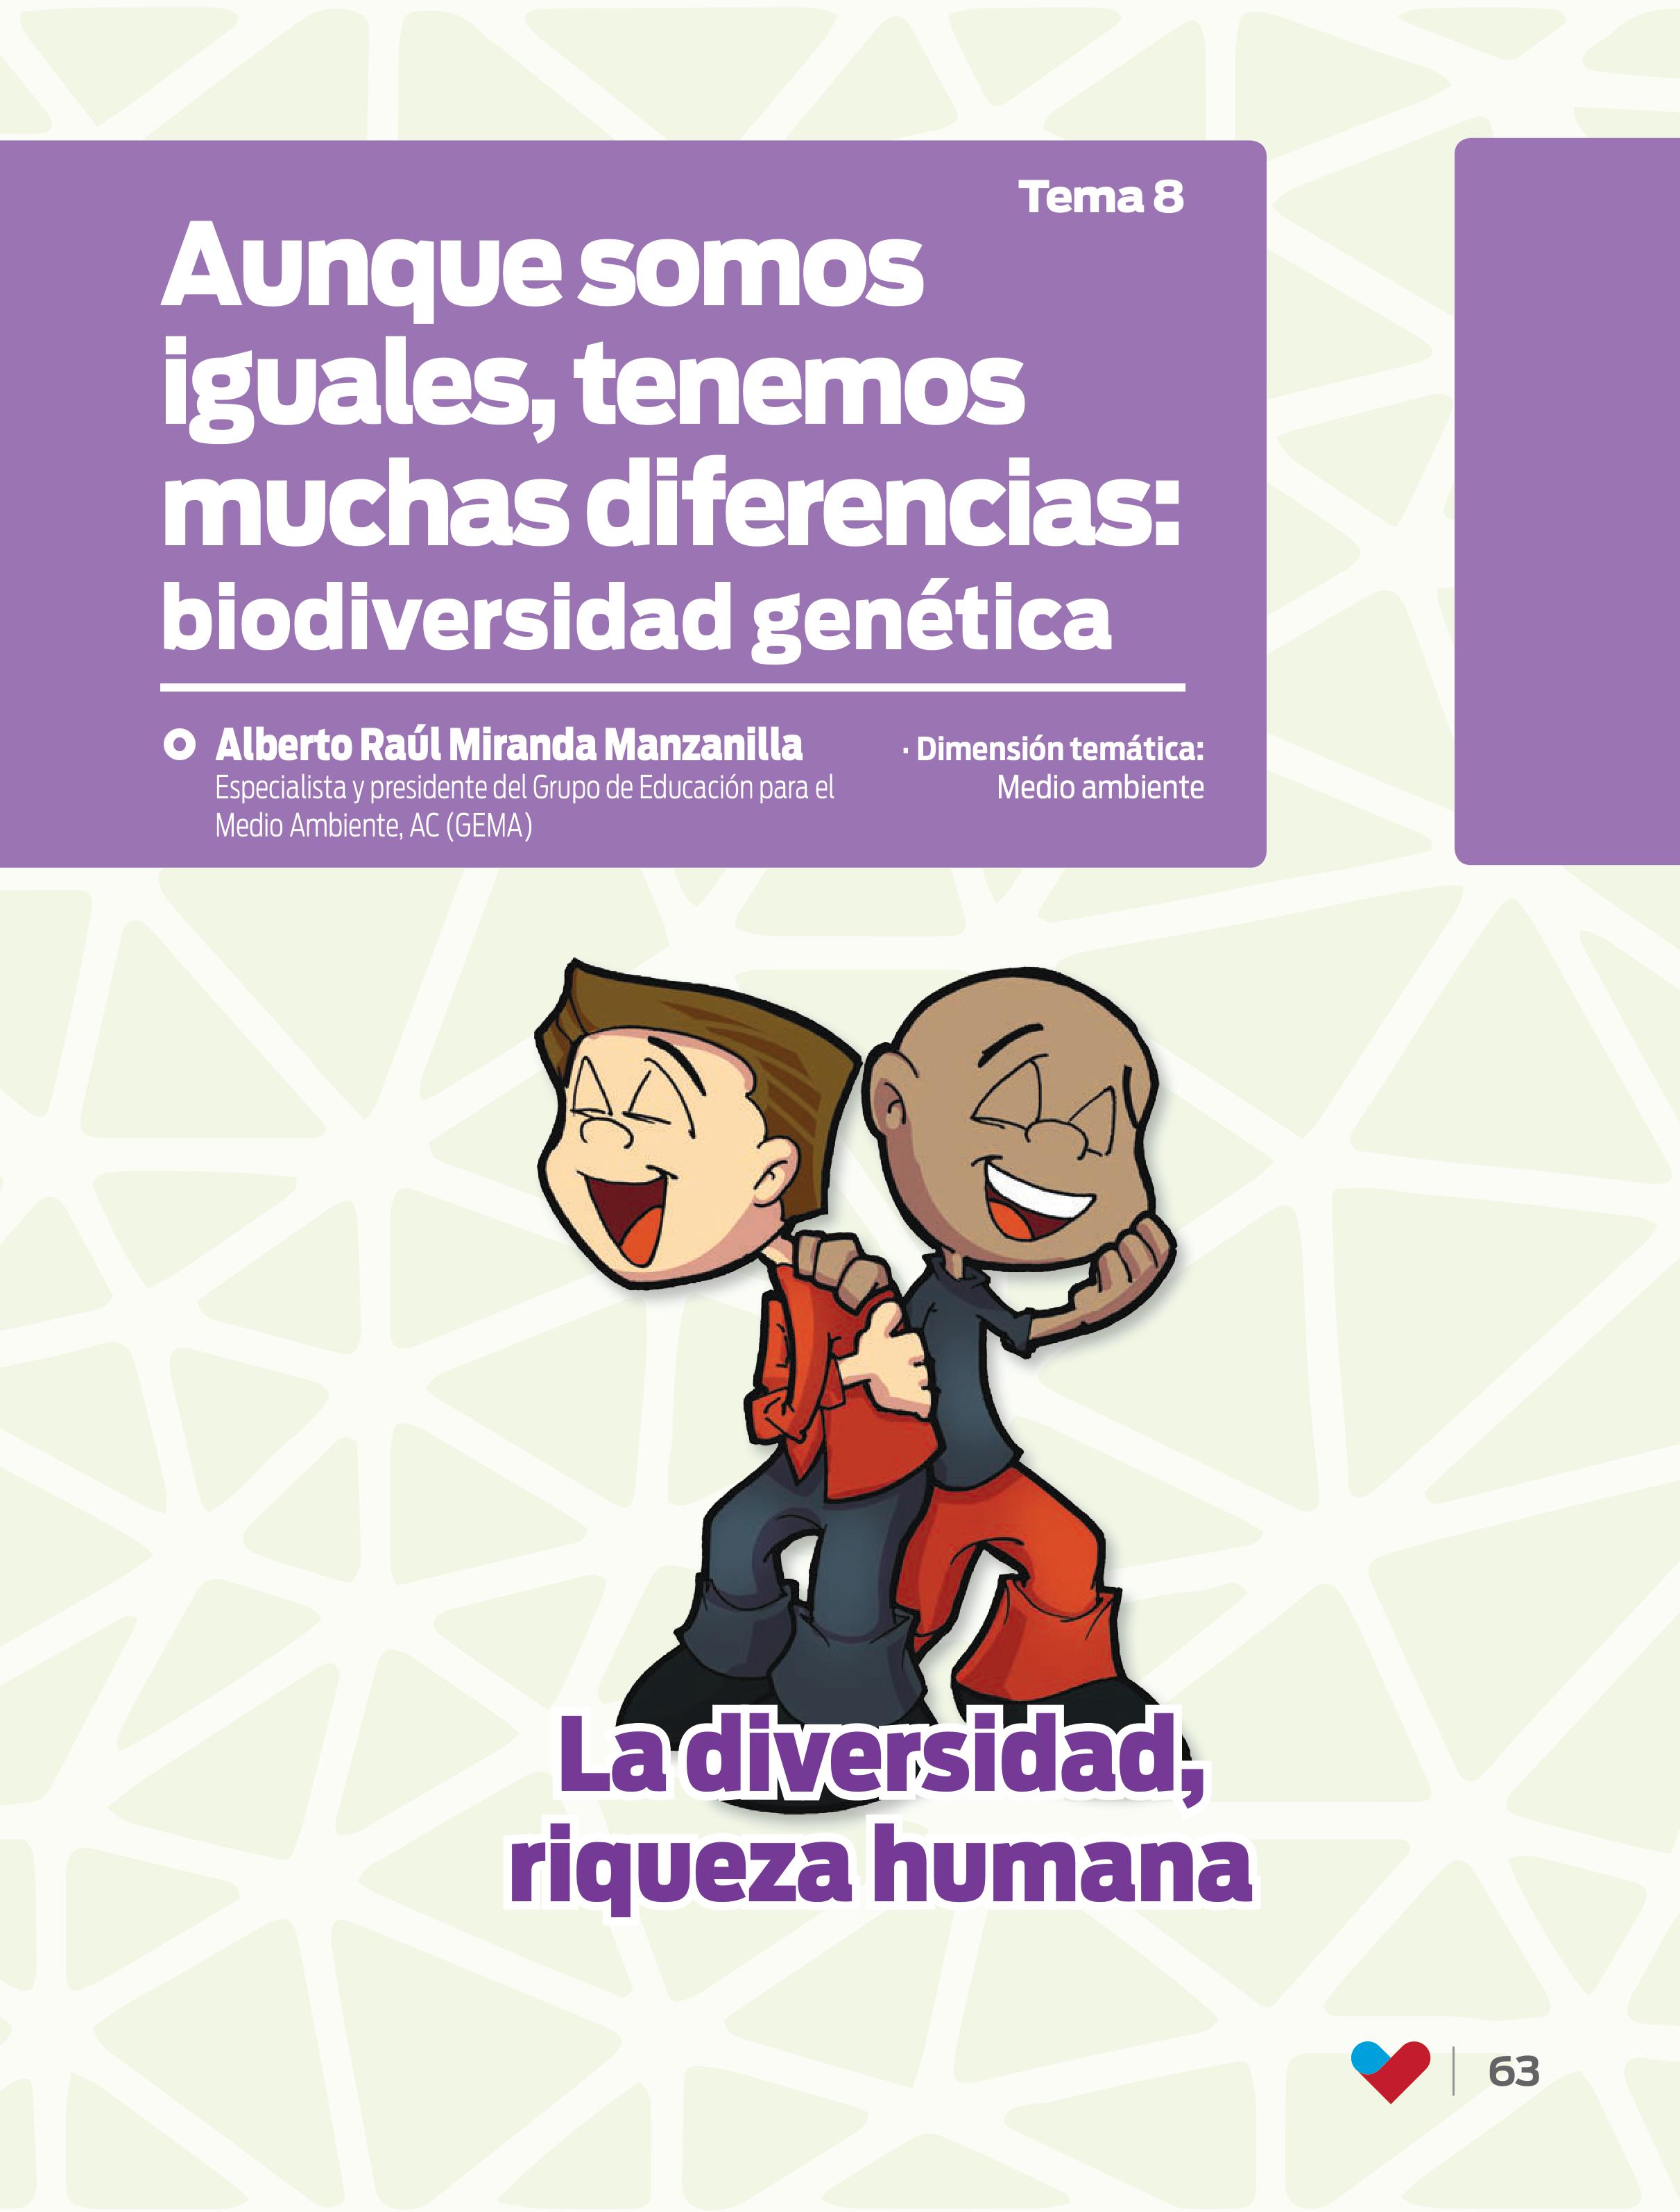 Tema 8
Aunque somos
iguales, tenemos
muchas diferencias:
biodiversidad genética
Alberto Raúl Miranda Manzanilla
Especialista y presidente del Grupo de Educación para el
Medio Ambiente, AC (GEMA)
· Dimensión temática:
Medio ambiente
La diversidad,
riqueza humana
63